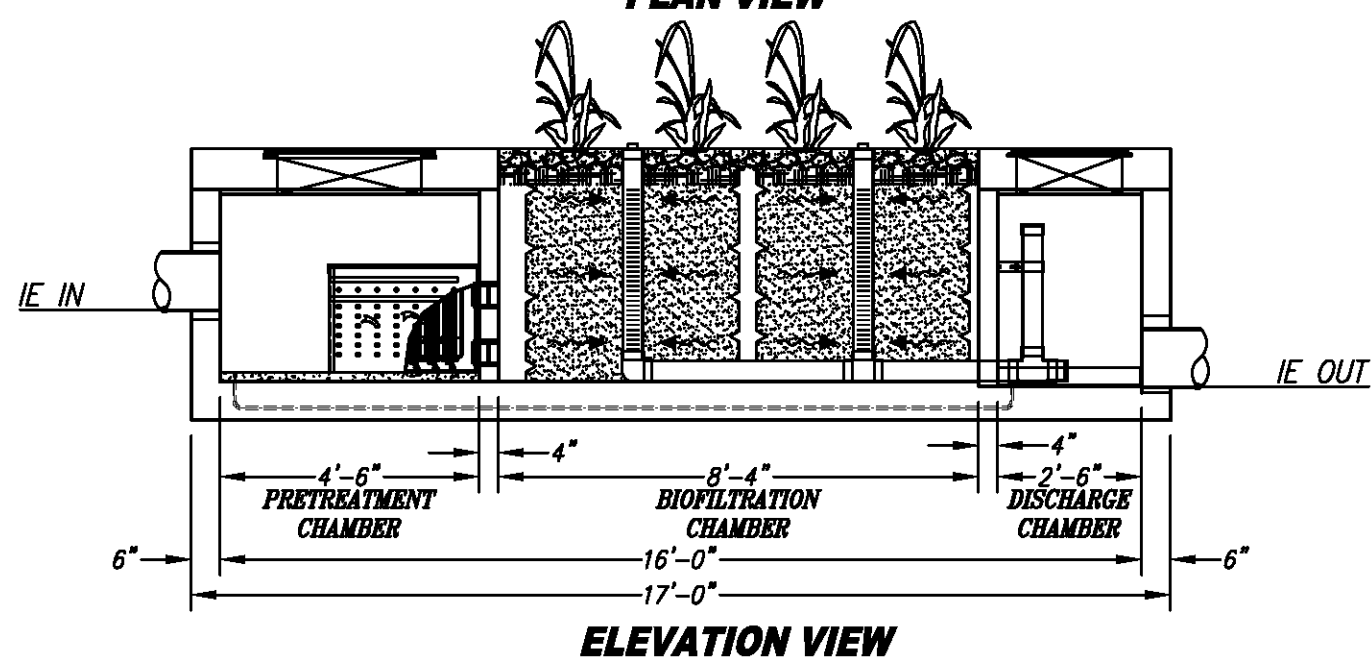 PLAN VIEW
IE IN
IE OUT
4"
4"
4'-6"
8'-4"
2'-6"
PRETREATMENT
CHAMBER
BIOFILTRATION
CHAMBER
DISCHARGE
CHAMBER
6"
16'-0"
6"
17'-0"
ELEVATION VIEW